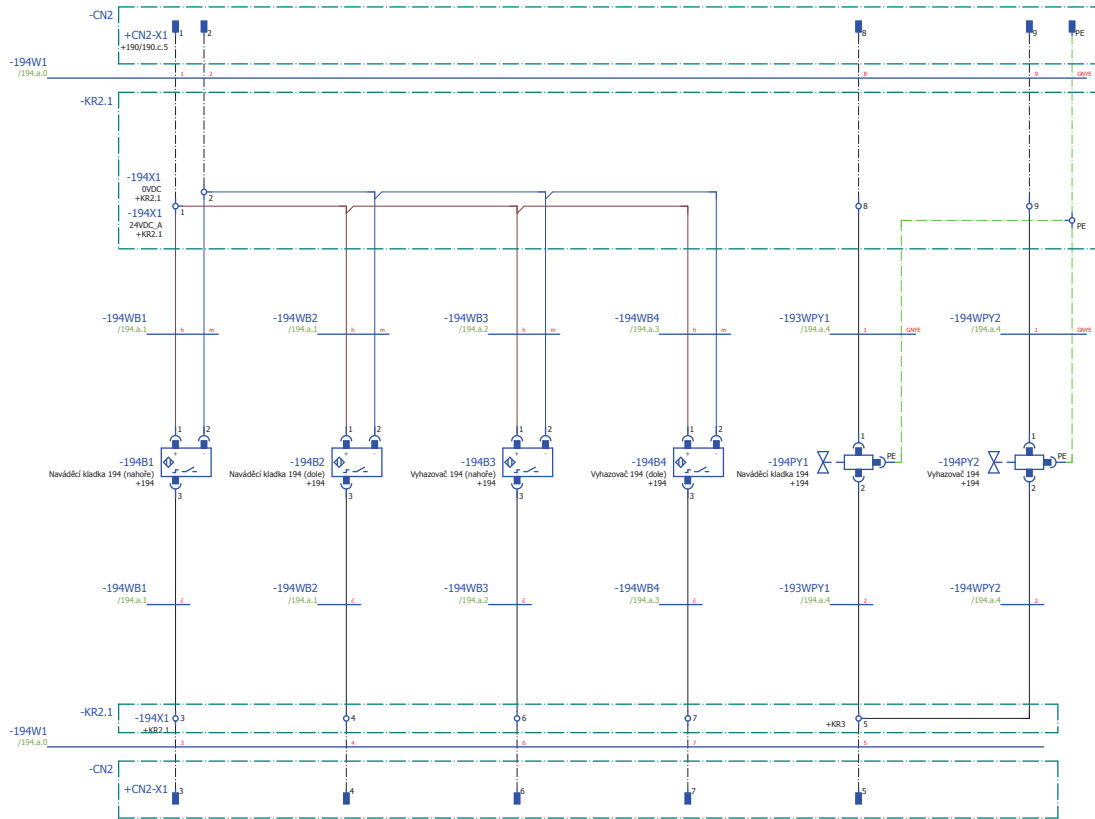 -CN2
+CN2-X1
+190/190.c.5
1
2
8
9
PE
-194W1
/194.a.0
1
2
8
9
GNYE
-KR2.1
-194X1
0VDC
+KR2.1
2
-194X1
24VDC_A
+KR2.1
1
8
9
PE
-194WB1
/194.a.1
h
m
-194WB2
/194.a.1
h
m
-194WB3
/194.a.2
h
m
-194WB4
/194.a.3
h
m
-193WPY1
/194.a.4
1
GNYE
-194WPY2
/194.a.4
1
GNYE
1
2
+
-
-194B1
Naváděcí kladka 194 (nahoře)
+194
3
1
2
+
-
-194B2
Naváděcí kladka 194 (dole)
+194
3
1
2
+
-
-194B3
Vyhazovač 194 (nahoře)
+194
3
1
2
+
-
-194B4
Vyhazovač 194 (dole)
+194
3
1
PE
-194PY1
Naváděcí kladka 194
+194
2
1
PE
-194PY2
Vyhazovač 194
+194
2
-194WB1
/194.a.1
č
-194WB2
/194.a.1
č
-194WB3
/194.a.2
č
-194WB4
/194.a.3
č
-193WPY1
/194.a.4
2
-194WPY2
/194.a.4
2
-KR2.1
-194X1
+KR2.1
3
4
6
7
+KR3
5
-194W1
/194.a.0
3
4
6
7
5
-CN2
+CN2-X1
3
4
6
7
5